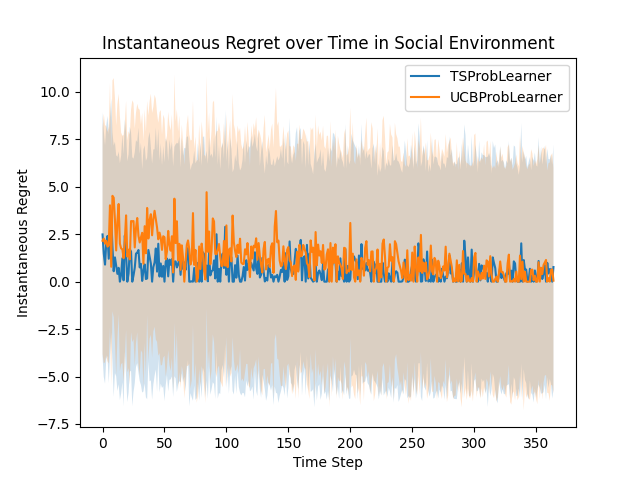 Instantaneous Regret over Time in Social Environment
TSProbLearner
UCBProbLearner
Instantaneous Regret
10.0
7.5
5.0
2.5
0.0
−2.5
−5.0
−7.5
0 50 100 150 200 250 300 350
Time Step